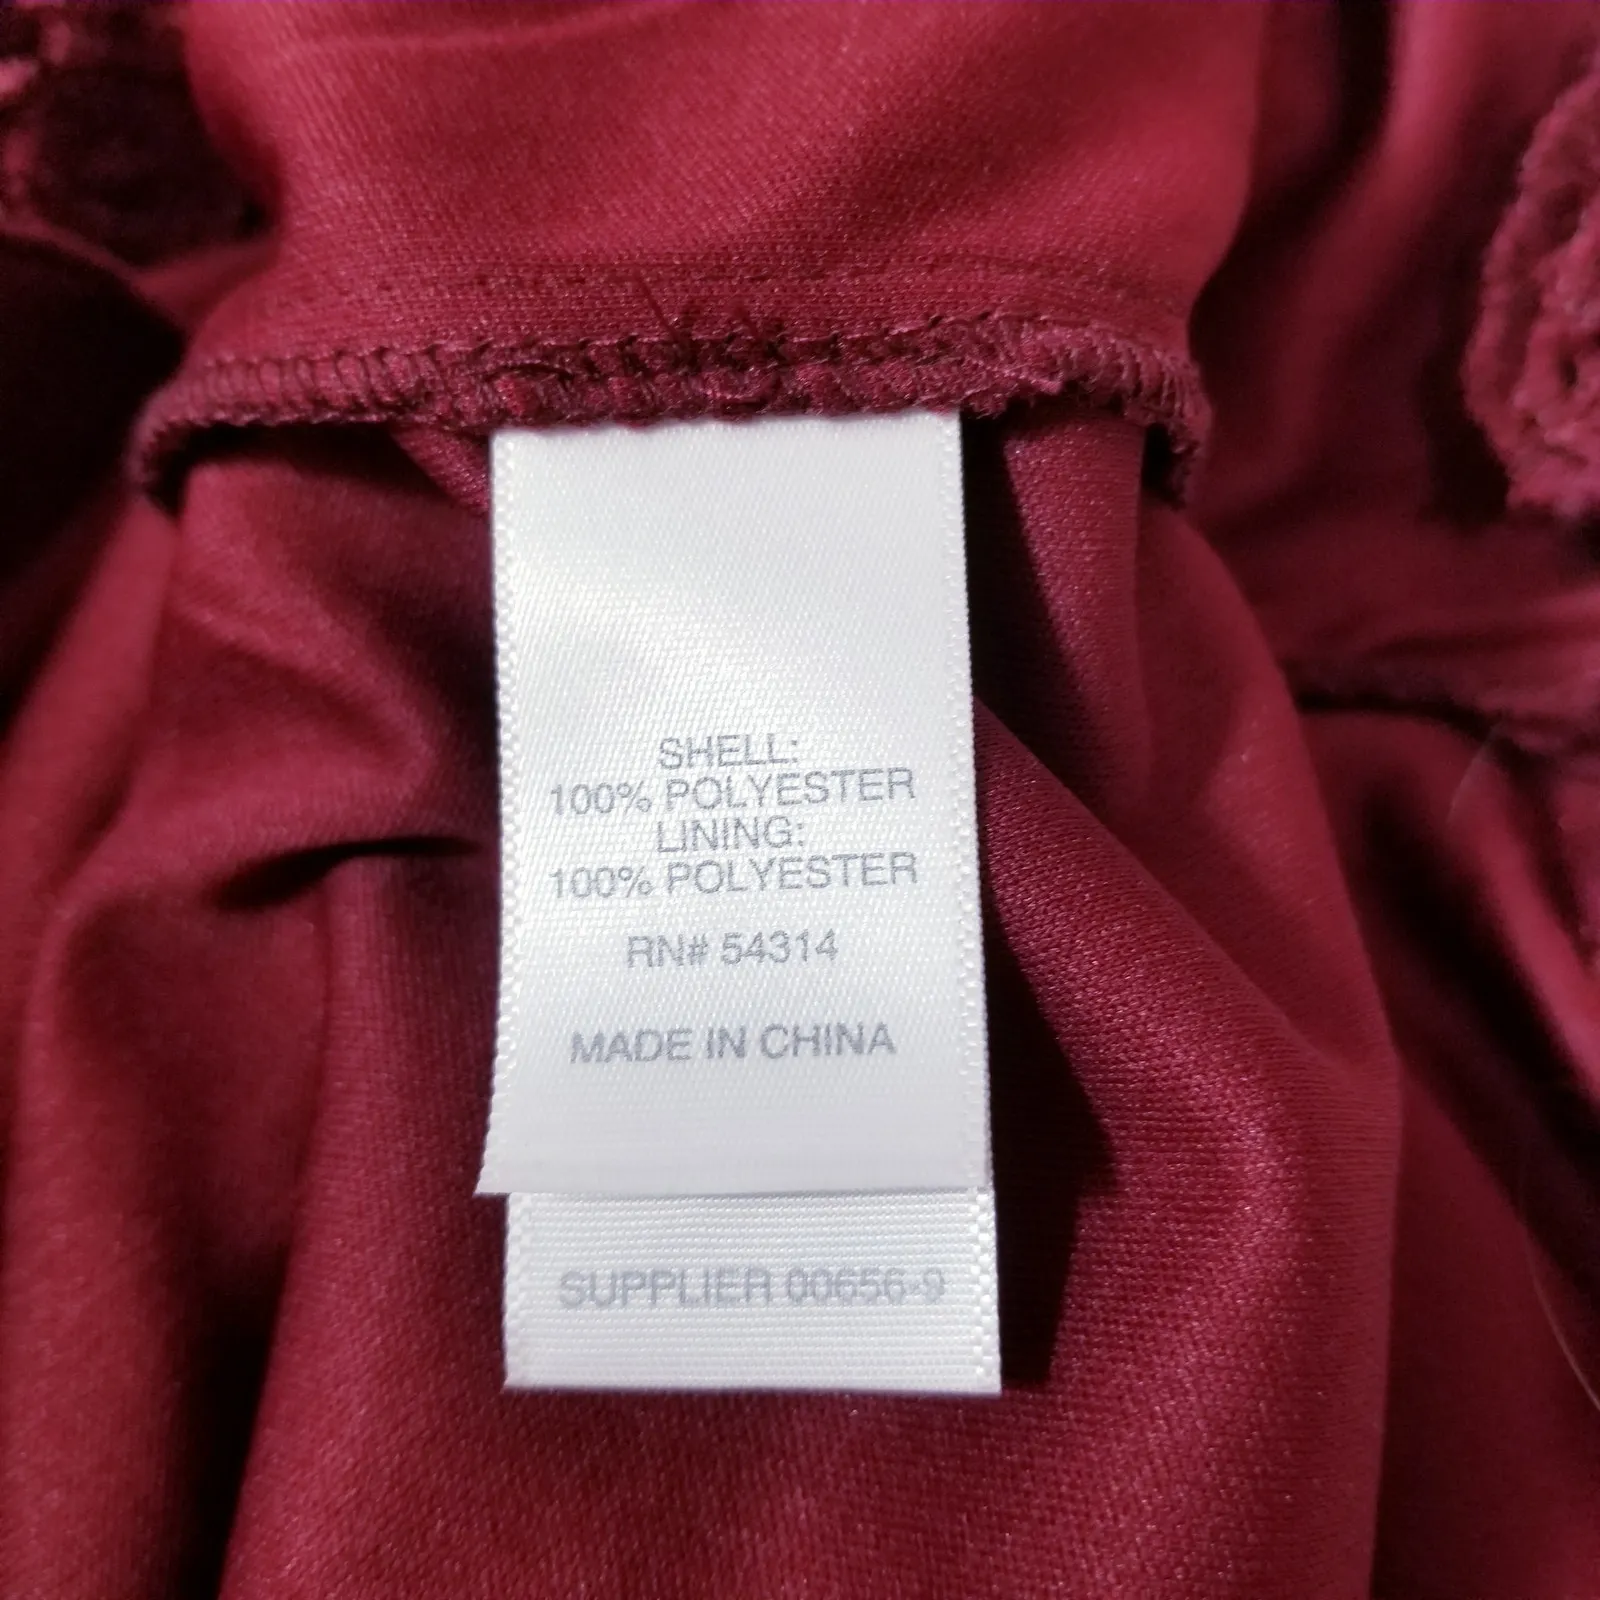 SHELL:
100% POLYESTER
LINING:
100% POLYESTER
RN# 54314
MADE IN CHINA
SUPPLIER 00656-9